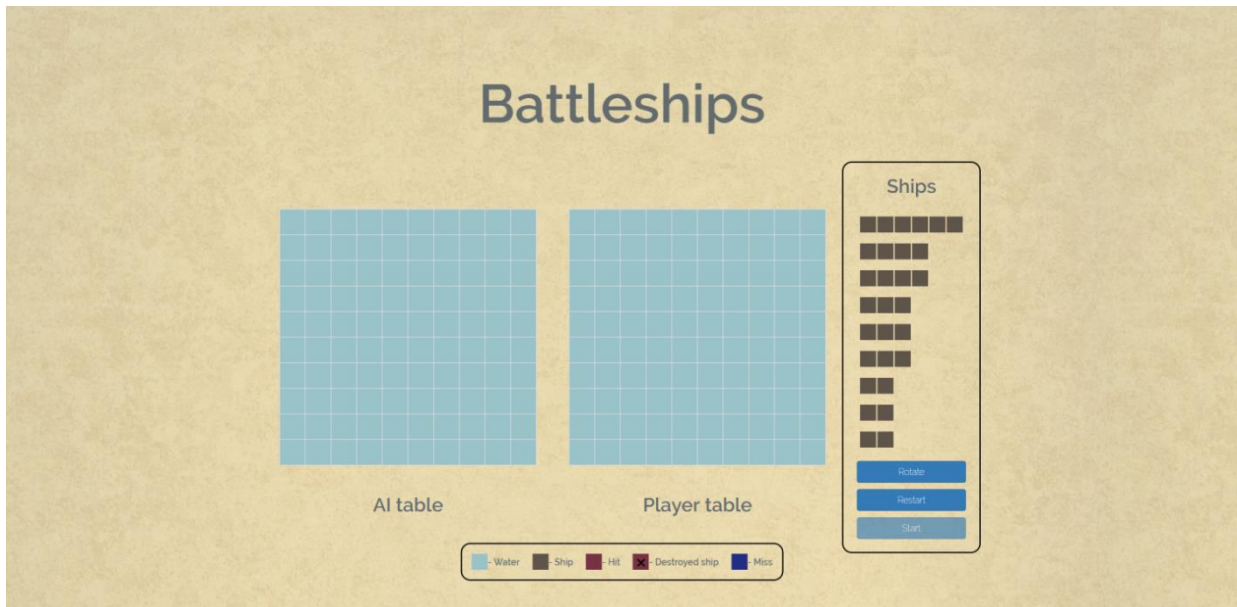 Battleships
Ships
Rotate
Restart
Start
AI table
Player table
- Water
- Ship
- Hit
- Destroyed ship
- Miss